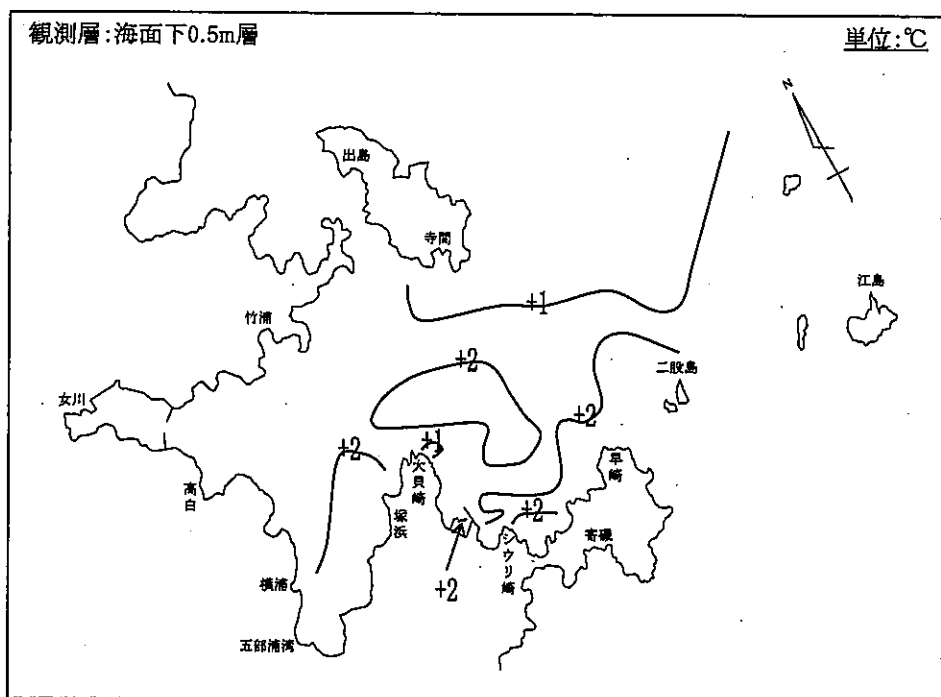 観測層:海面下0.5m層
単位:℃
N
出島
寺間
江島
+1
竹浦
+2
二股島
女川
+2
+1
+2
大貝崎
早崎
高白
塚浜
+2
寄磯
シウリ崎
横浦
+2
五部浦湾